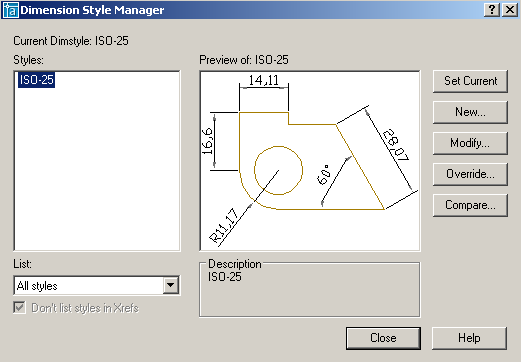 Dimension Style Manager
Current Dimstyle: ISO-25
Styles:
ISO-25
Preview of: ISO-25
14,11
16,6
28,07
60°
R11,17
Set Current
New...
Modify...
Override...
Compare...
List:
All styles
Don't list styles in Xrefs
Description
ISO-25
Close
Help